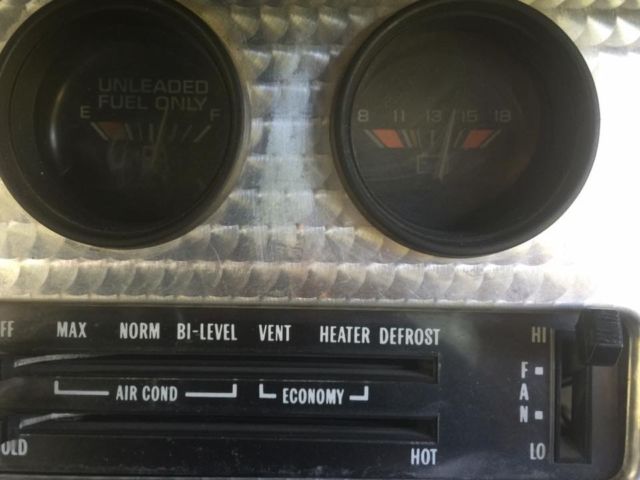 UNLEADED
FUEL ONLY
E F
8 11 13 15 18
FF MAX NORM BI-LEVEL VENT HEATER DEFROST
AIR COND ECONOMY
OLD HOT
HI
FAN
LO